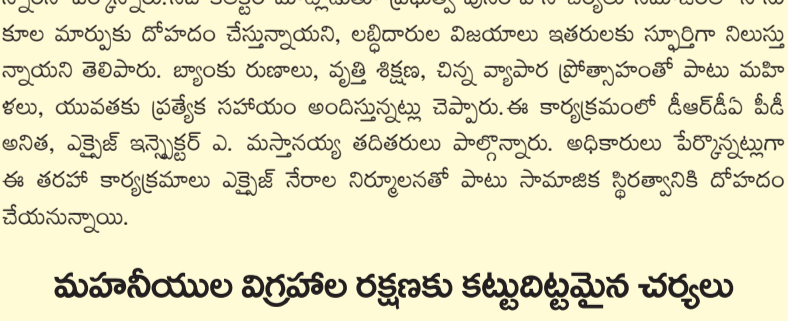 కూల మార్పుకు దోహదం చేస్తున్నాయని, లబ్ధిదారుల విజయాలు ఇతరులకు స్ఫూర్తిగా నిలుస్తు
న్నాయని తెలిపారు. బ్యాంకు రుణాలు, వృత్తి శిక్షణ, చిన్న వ్యాపార ప్రోత్సాహంతో పాటు మహి
ళలు, యువతకు ప్రత్యేక సహాయం అందిస్తున్నట్లు చెప్పారు.ఈ కార్యక్రమంలో డీఆర్‌డీఏ పీడీ
అనిత, ఎక్సైజ్ ఇన్స్పెక్టర్ ఎ. మస్తానయ్య తదితరులు పాల్గొన్నారు. అధికారులు పేర్కొన్నట్లుగా
ఈ తరహా కార్యక్రమాలు ఎక్సైజ్ నేరాల నిర్మూలనతో పాటు సామాజిక స్థిరత్వానికి దోహదం
చేయనున్నాయి.
మహనీయుల విగ్రహాల రక్షణకు కట్టుదిట్టమైన చర్యలు